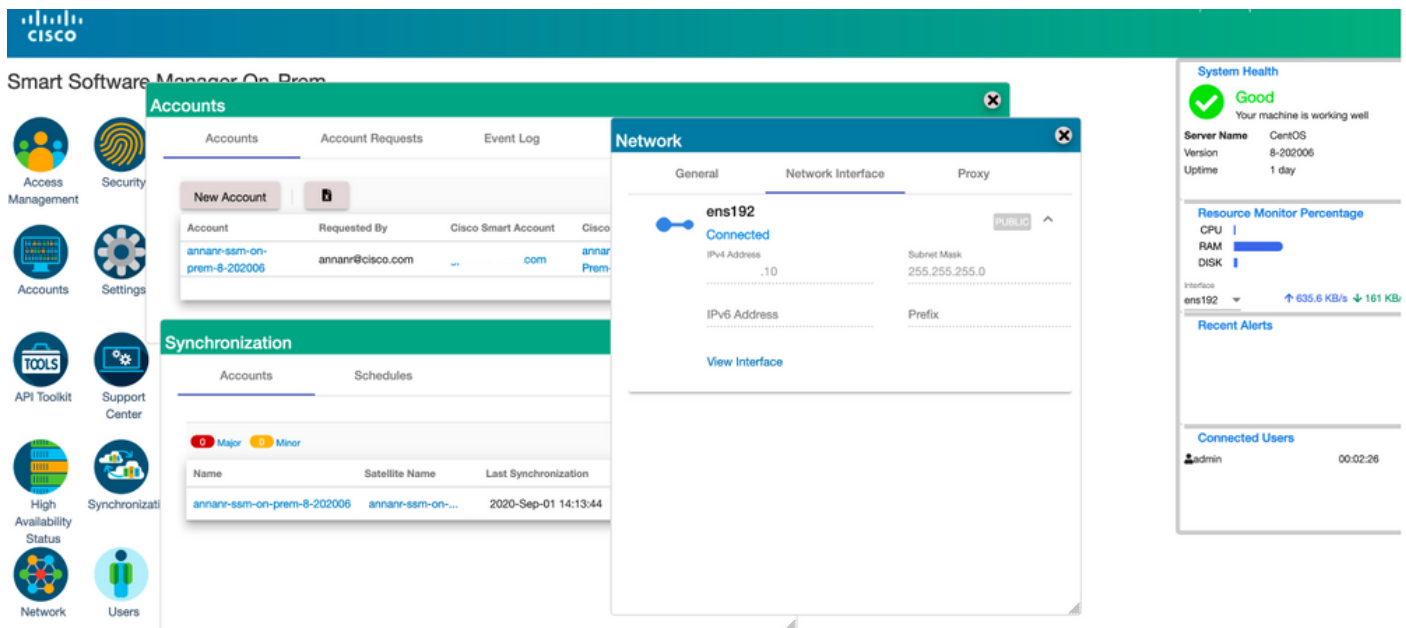 CISCO
Smart Software Manager On-Prem
Access
Management
Security
Accounts
Settings
TOOLS
API Toolkit
Support
Center
High
Availability
Status
Synchronizati
Network
Users
Accounts
Accounts Account Requests Event Log
New Account
Account Requested By Cisco Smart Account Cisco
annanr-ssm-on-
prem-8-202006
annanr@cisco.com
.com
annar
Prem-
Synchronization
Accounts Schedules
0 Major 0 Minor
Name Satellite Name Last Synchronization
annanr-ssm-on-prem-8-202006 annanr-ssm-on-... 2020-Sep-01 14:13:44
Network
General Network Interface Proxy
ens192
Connected
PUBLIC
IPv4 Address Subnet Mask
.10 255.255.255.0
IPv6 Address Prefix
View Interface
System Health
Good
Your machine is working well
Server Name CentOS
Version 8-202006
Uptime 1 day
Resource Monitor Percentage
CPU
RAM
DISK
Interface
ens192 635.6 KB/s 161 KB/
Recent Alerts
Connected Users
admin 00:02:26